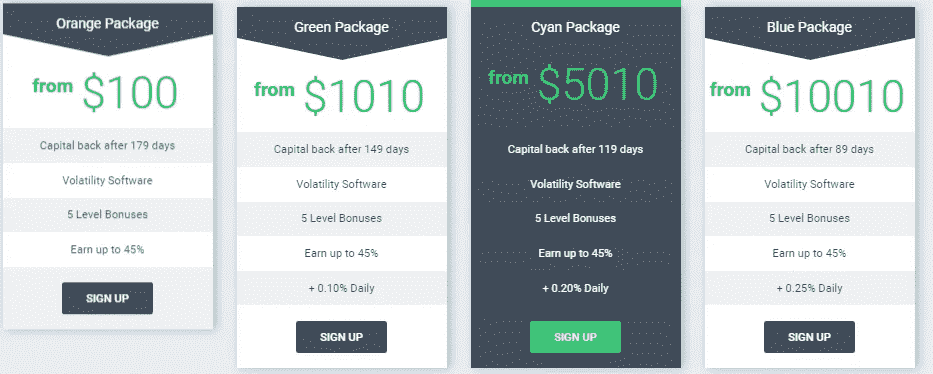 Orange Package
from $100
Capital back after 179 days
Volatility Software
5 Level Bonuses
Earn up to 45%
SIGN UP
Green Package
from $1010
Capital back after 149 days
Volatility Software
5 Level Bonuses
Earn up to 45%
+ 0.10% Daily
SIGN UP
Cyan Package
from $5010
Capital back after 119 days
Volatility Software
5 Level Bonuses
Earn up to 45%
+ 0.20% Daily
SIGN UP
Blue Package
from $10010
Capital back after 89 days
Volatility Software
5 Level Bonuses
Earn up to 45%
+ 0.25% Daily
SIGN UP